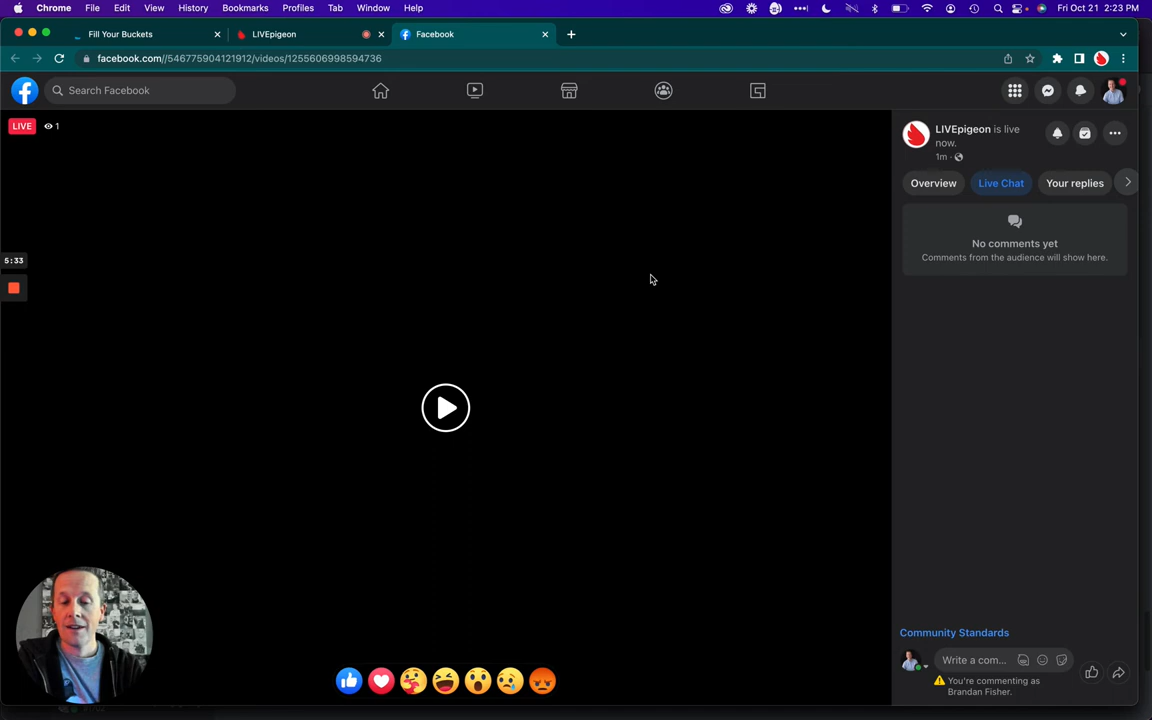 Chrome File Edit View History Bookmarks Profiles Tab Window Help Fri Oct 21 2:23 PM
Fill Your Buckets LIVEpigeon Facebook
facebook.com//546775904121912/videos/1255606998594736
Search Facebook
LIVE 1
LIVEpigeon is live
now.
1m
Overview Live Chat Your replies
No comments yet
Comments from the audience will show here.
5:33
Community Standards
Write a com...
You're commenting as
Brandan Fisher.